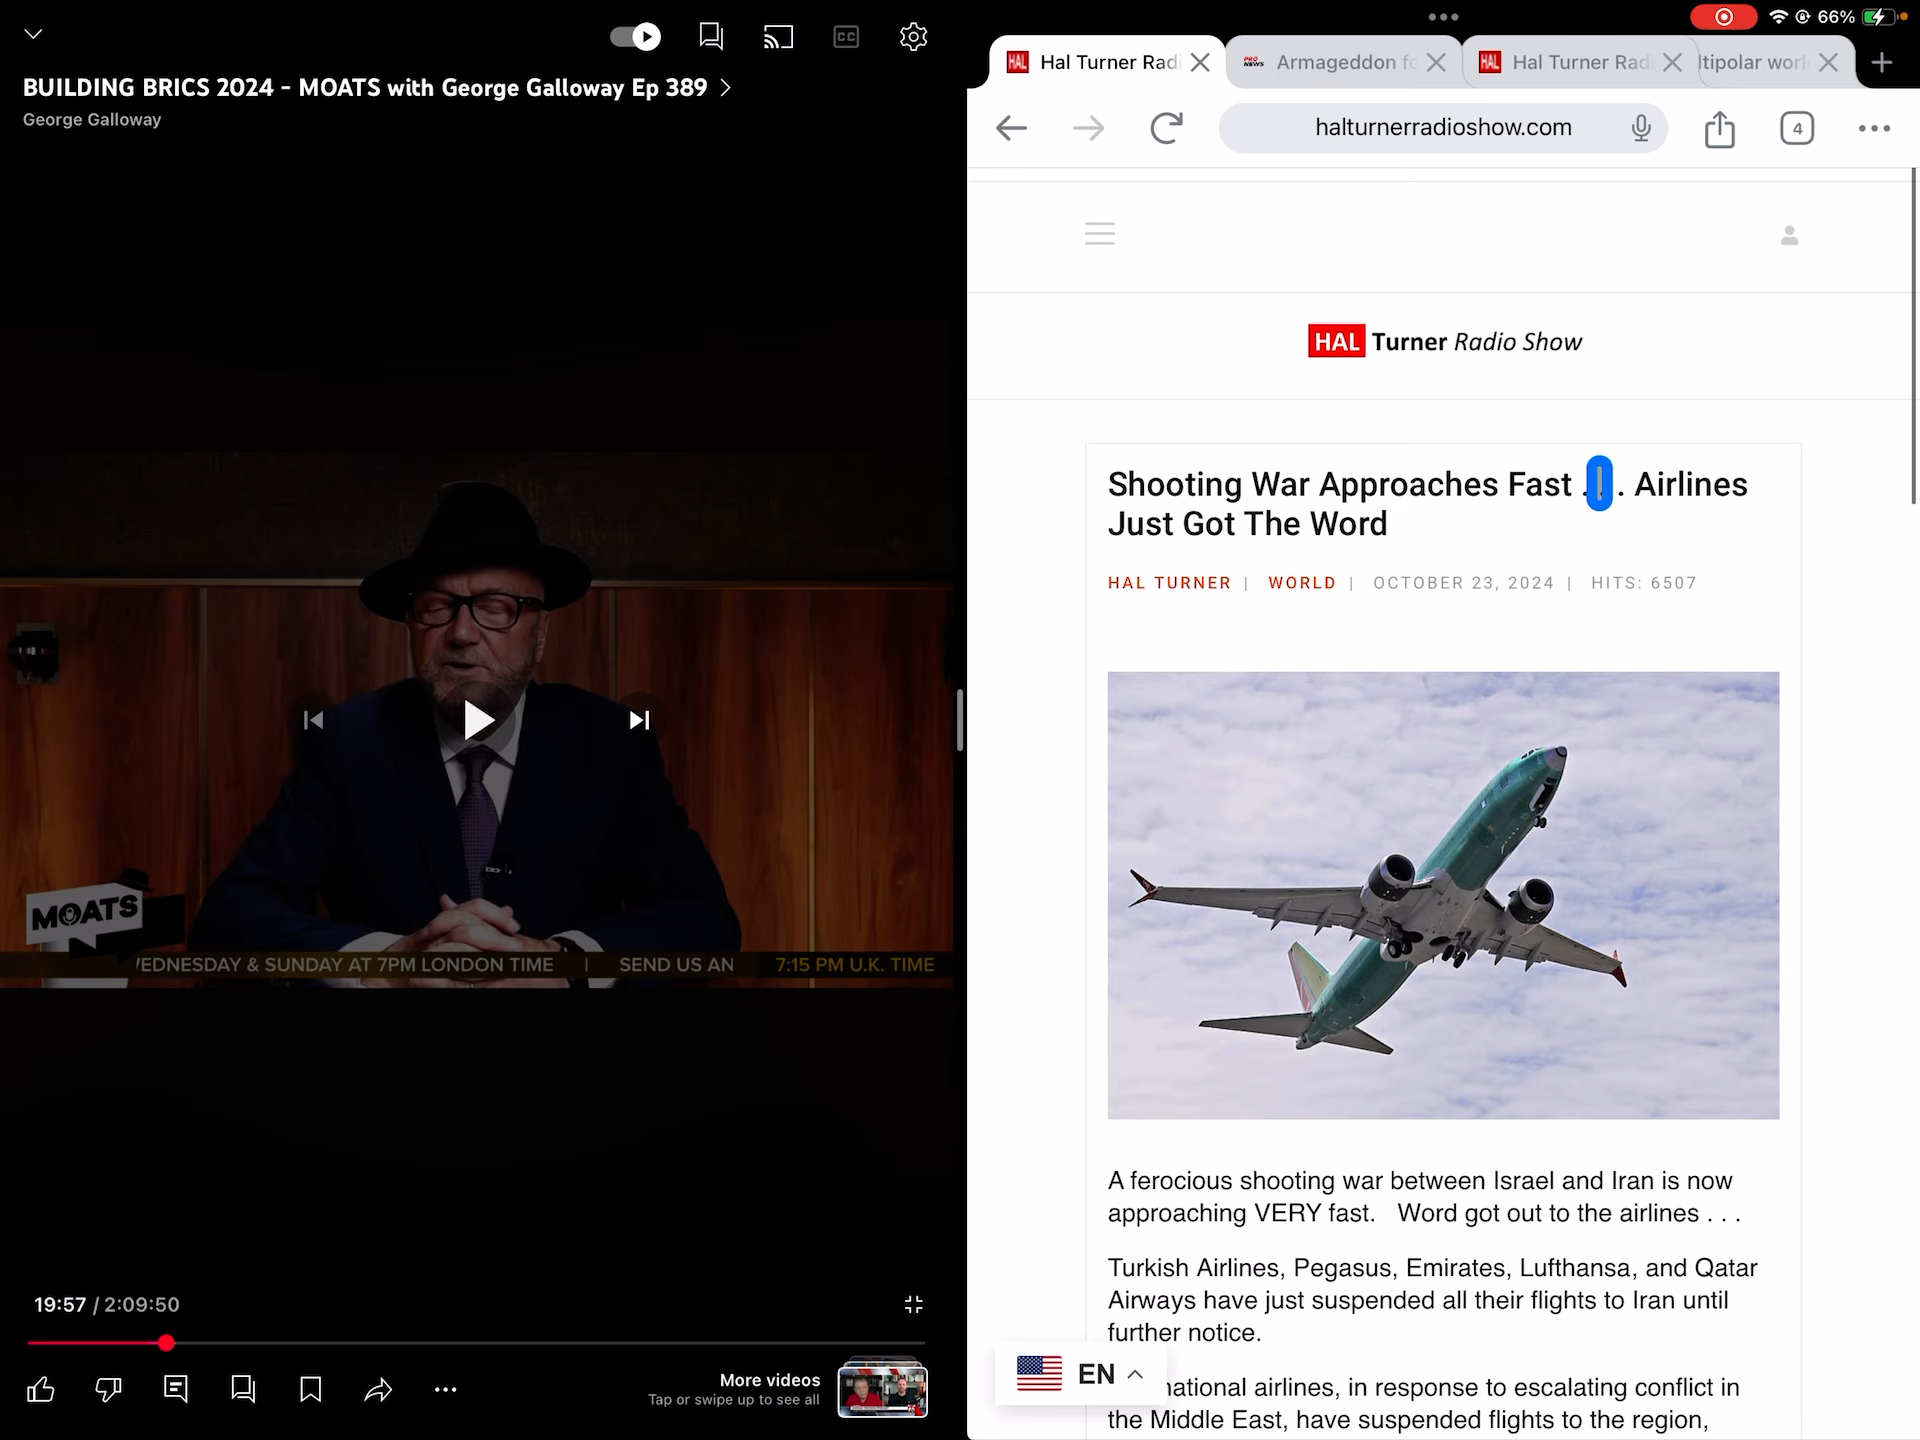 BUILDING BRICS 2024 - MOATS with George Galloway Ep 389
George Galloway
CC
MOATS
EDNESDAY & SUNDAY AT 7PM LONDON TIME | SEND US AN
7:15 PM U.K. TIME
19:57 / 2:09:50
More videos
Tap or swipe up to see all
66%
HAL Hal Turner Radi
PRO NEWS Armageddon fo
HAL Hal Turner Radi
ltipolar worl
halturnerradioshow.com
4
HAL Turner Radio Show
Shooting War Approaches Fast . . . Airlines
Just Got The Word
HAL TURNER | WORLD | OCTOBER 23, 2024 | HITS: 6507
A ferocious shooting war between Israel and Iran is now
approaching VERY fast. Word got out to the airlines . . .
Turkish Airlines, Pegasus, Emirates, Lufthansa, and Qatar
Airways have just suspended all their flights to Iran until
further notice.
national airlines, in response to escalating conflict in
the Middle East, have suspended flights to the region,
EN